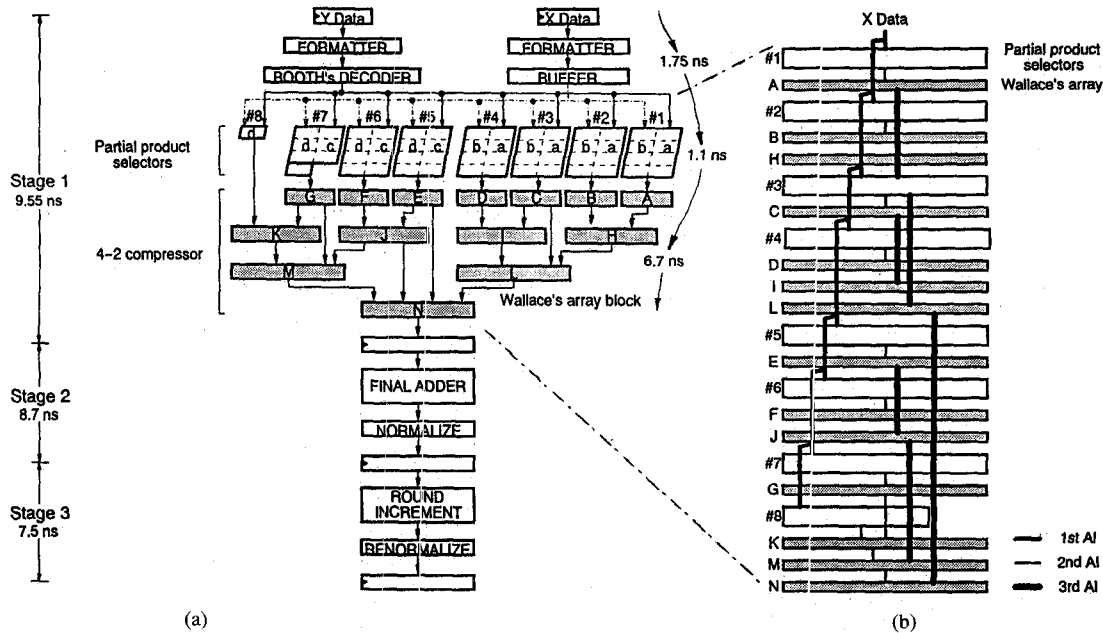 Y Data
X Data
FORMATTER
FORMATTER
BOOTH's DECODER
BUFFER
1.75 ns
#8
#7
#6
#5
#4
#3
#2
#1
d
d c
d c
d c
b a
b a
b a
b a
1.1 ns
Partial product
selectors
Stage 1
9.55 ns
G
F
E
D
C
B
A
K
J
I
H
4-2 compressor
6.7 ns
M
L
Wallace's array block
N
Stage 2
8.7 ns
FINAL ADDER
NORMALIZE
Stage 3
7.5 ns
ROUND
INCREMENT
RENORMALIZE
(a)
X Data
#1
Partial product
selectors
A
Wallace's array
#2
B
H
#3
C
#4
D
I
L
#5
E
#6
F
J
#7
G
#8
K
M
N
1st Al
2nd Al
3rd Al
(b)